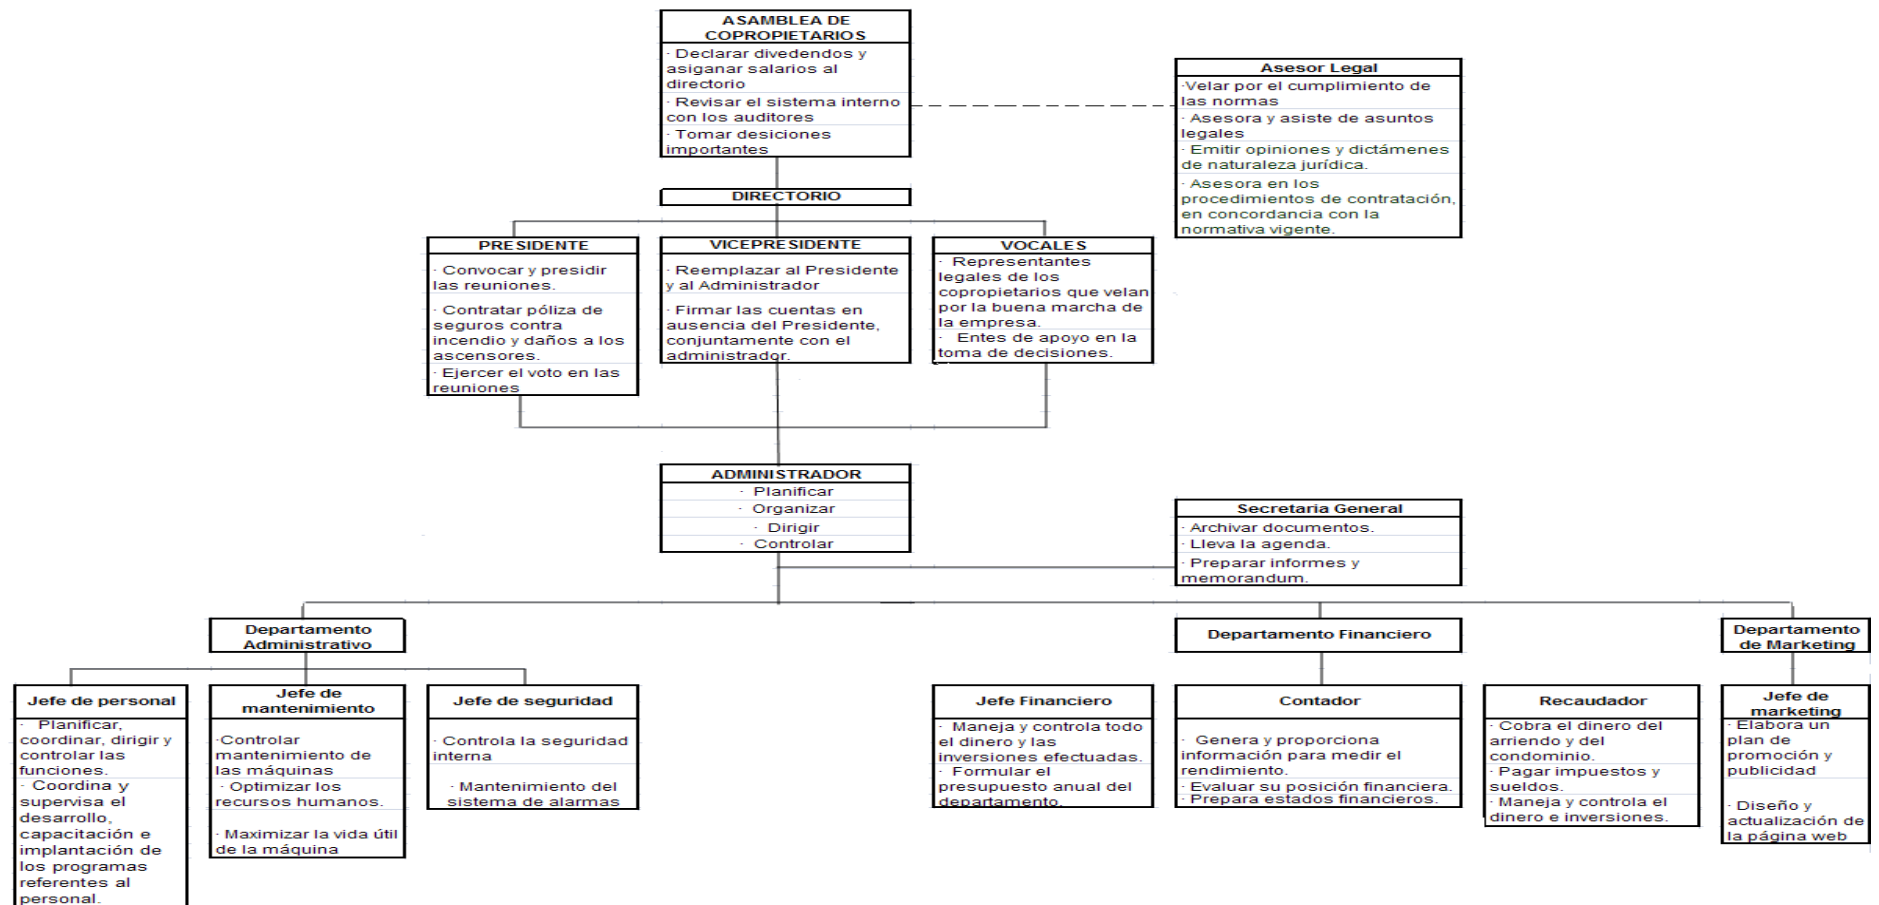 ASAMBLEA DE
COPROPIETARIOS
· Declarar divedendos y
asiganar salarios al
directorio
· Revisar el sistema interno
con los auditores
· Tomar desiciones
importantes
Asesor Legal
·Velar por el cumplimiento de
las normas
· Asesora y asiste de asuntos
legales
· Emitir opiniones y dictámenes
de naturaleza jurídica.
· Asesora en los
procedimientos de contratación,
en concordancia con la
normativa vigente.
DIRECTORIO
PRESIDENTE
· Convocar y presidir
las reuniones.
· Contratar póliza de
seguros contra
incendio y daños a los
ascensores.
· Ejercer el voto en las
reuniones
VICEPRESIDENTE
· Reemplazar al Presidente
y al Administrador
· Firmar las cuentas en
ausencia del Presidente,
conjuntamente con el
administrador.
VOCALES
· Representantes
legales de los
copropietarios que velan
por la buena marcha de
la empresa.
· Entes de apoyo en la
toma de decisiones.
ADMINISTRADOR
· Planificar
· Organizar
· Dirigir
· Controlar
Secretaria General
· Archivar documentos.
· Lleva la agenda.
· Preparar informes y
memorandum.
Departamento
Administrativo
Departamento Financiero
Departamento
de Marketing
Jefe de personal
· Planificar,
coordinar, dirigir y
controlar las
funciones.
· Coordina y
supervisa el
desarrollo,
capacitación e
implantación de
los programas
referentes al
personal.
Jefe de
mantenimiento
·Controlar
mantenimiento de
las máquinas
· Optimizar los
recursos humanos.
· Maximizar la vida útil
de la máquina
Jefe de seguridad
· Controla la seguridad
interna
· Mantenimiento del
sistema de alarmas
Jefe Financiero
· Maneja y controla todo
el dinero y las
inversiones efectuadas.
· Formular el
presupuesto anual del
departamento.
Contador
· Genera y proporciona
información para medir el
rendimiento.
· Evaluar su posición financiera.
· Prepara estados financieros.
Recaudador
· Cobra el dinero del
arriendo y del
condominio.
· Pagar impuestos y
sueldos.
· Maneja y controla el
dinero e inversiones.
Jefe de
marketing
· Elabora un
plan de
promoción y
publicidad
· Diseño y
actualización de
la página web